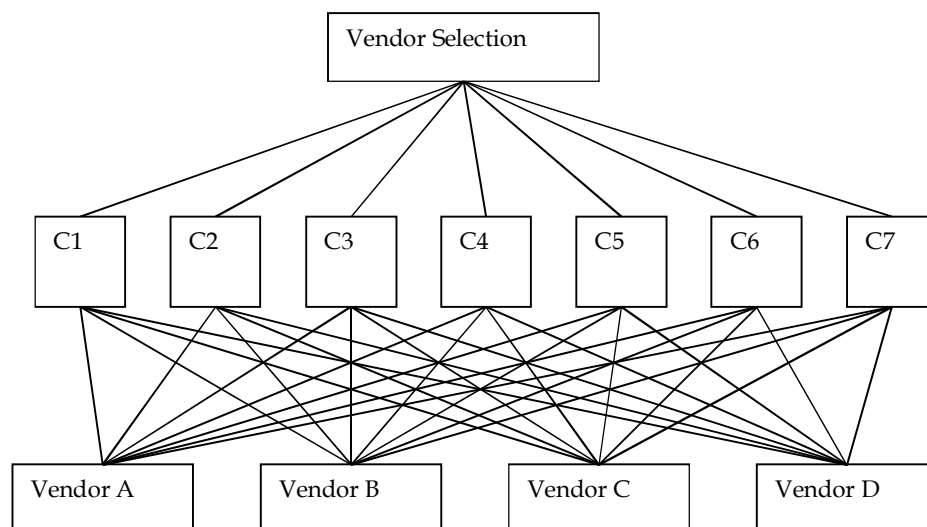 Vendor Selection
C1
C2
C3
C4
C5
C6
C7
Vendor A
Vendor B
Vendor C
Vendor D